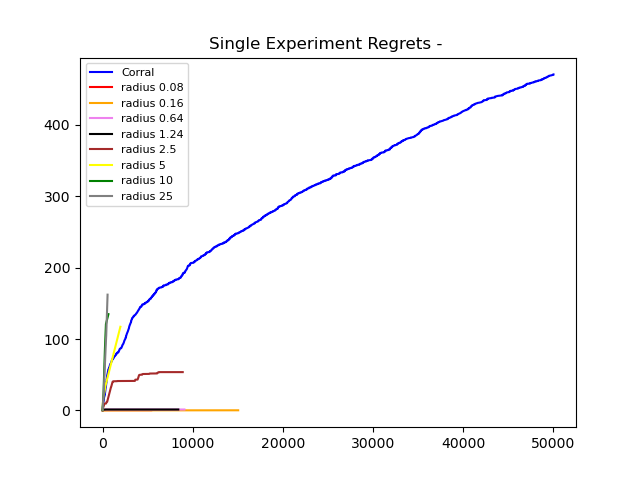 Single Experiment Regrets -
Corral
radius 0.08
radius 0.16
radius 0.64
radius 1.24
radius 2.5
radius 5
radius 10
radius 25
400
300
200
100
0
0 10000 20000 30000 40000 50000